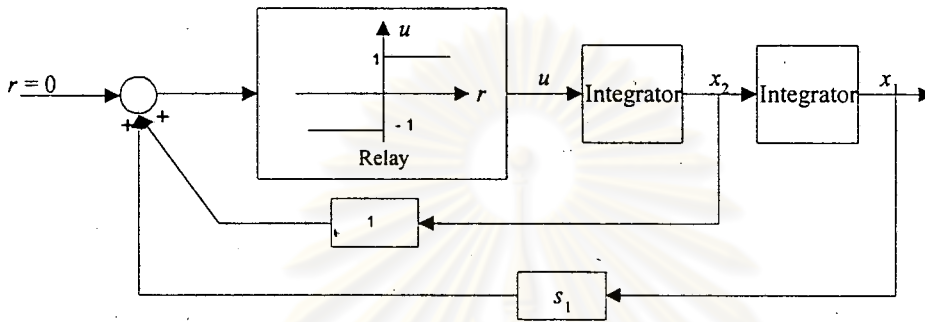 u
1
r = 0
r
- 1
Relay
u
Integrator
x₂
Integrator
x₁
+
+
1
s₁